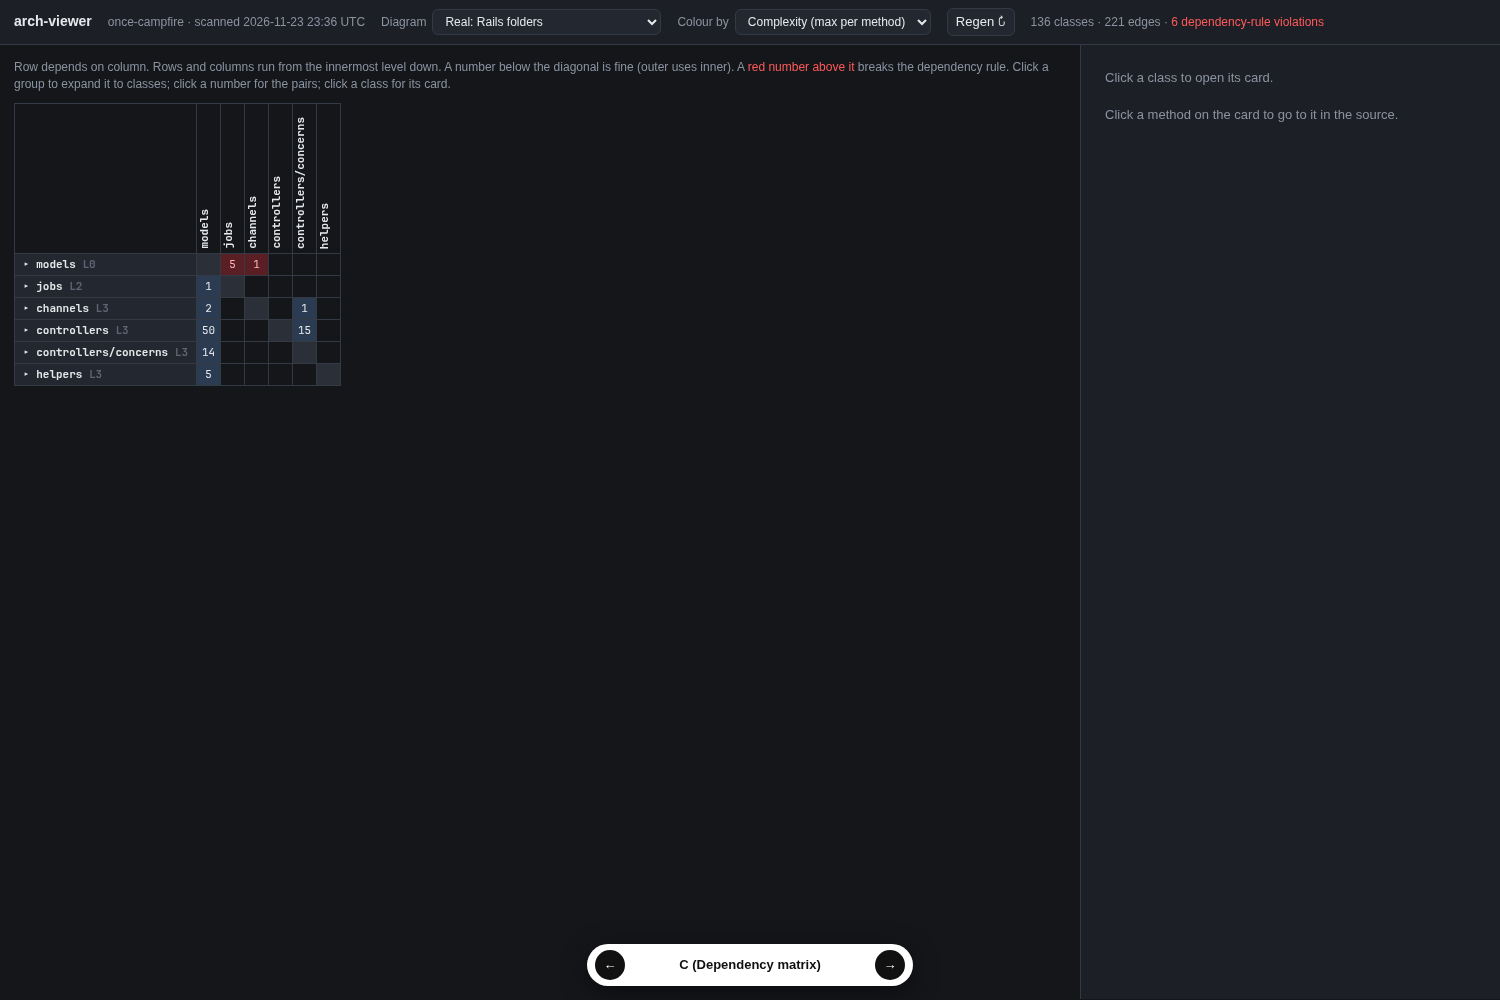 arch-viewer once-campfire · scanned 2026-11-23 23:36 UTC Diagram Real: Rails folders Colour by Complexity (max per method) Regen ↻ 136 classes · 221 edges · 6 dependency-rule violations
Row depends on column. Rows and columns run from the innermost level down. A number below the diagonal is fine (outer uses inner). A red number above it breaks the dependency rule. Click a
group to expand it to classes; click a number for the pairs; click a class for its card.
models
jobs
channels
controllers
controllers/concerns
helpers
▸ models L0 5 1
▸ jobs L2 1
▸ channels L3 2 1
▸ controllers L3 50 15
▸ controllers/concerns L3 14
▸ helpers L3 5
Click a class to open its card.
Click a method on the card to go to it in the source.
← C (Dependency matrix) →